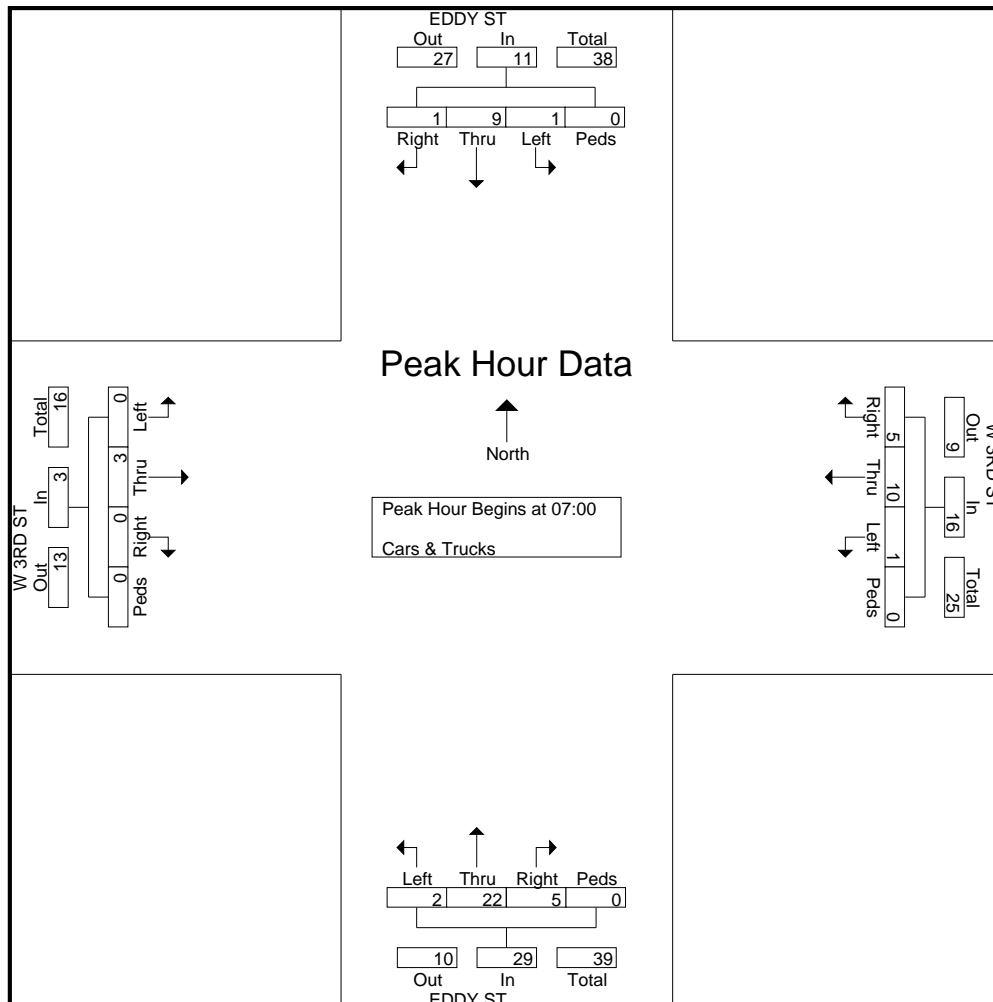 EDDY ST
Out In Total
27 11 38
1 9 1 0
Right Thru Left Peds
Peak Hour Data
North
Peak Hour Begins at 07:00
Cars & Trucks
W 3RD ST
Total In Out
16 3 13
0 3 0 0
Left Thru Right Peds
W 3RD ST
Out In Total
9 16 25
5 10 1 0
Right Thru Left Peds
Left Thru Right Peds
2 22 5 0
10 29 39
Out In Total
EDDY ST